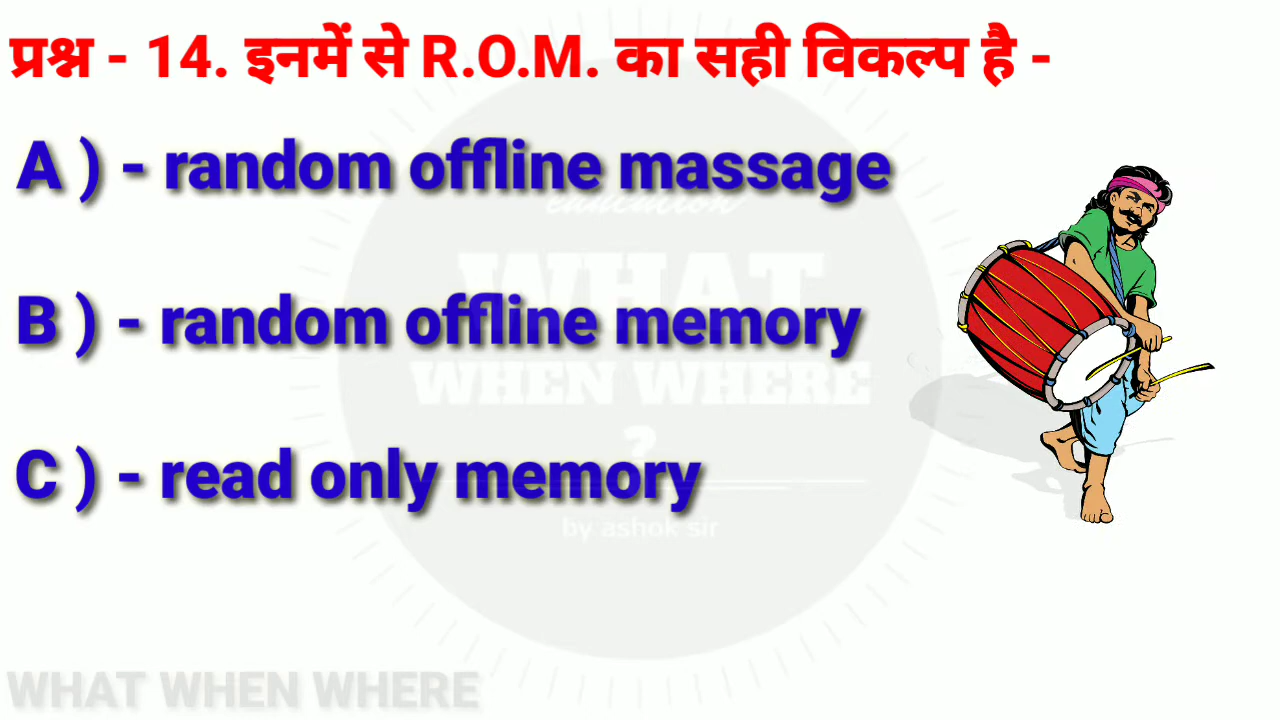 प्रश्न - 14. इनमें से R.O.M. का सही विकल्प है -
A ) - random offline massage
B ) - random offline memory
C ) - read only memory
WHAT
WHEN WHERE
?
by ashok sir
WHAT WHEN WHERE